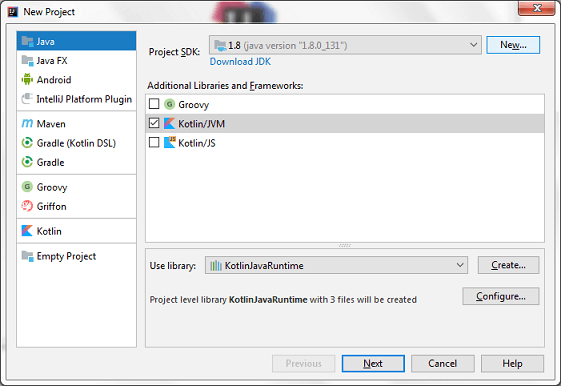 New Project
Java
Java FX
Android
IntelliJ Platform Plugin
Maven
Gradle (Kotlin DSL)
Gradle
Groovy
Griffon
Kotlin
Empty Project
Project SDK: 1.8 (java version "1.8.0_131") New...
Download JDK
Additional Libraries and Frameworks:
Groovy
Kotlin/JVM
Kotlin/JS
Use library: KotlinJavaRuntime Create...
Project level library KotlinJavaRuntime with 3 files will be created Configure...
Previous Next Cancel Help